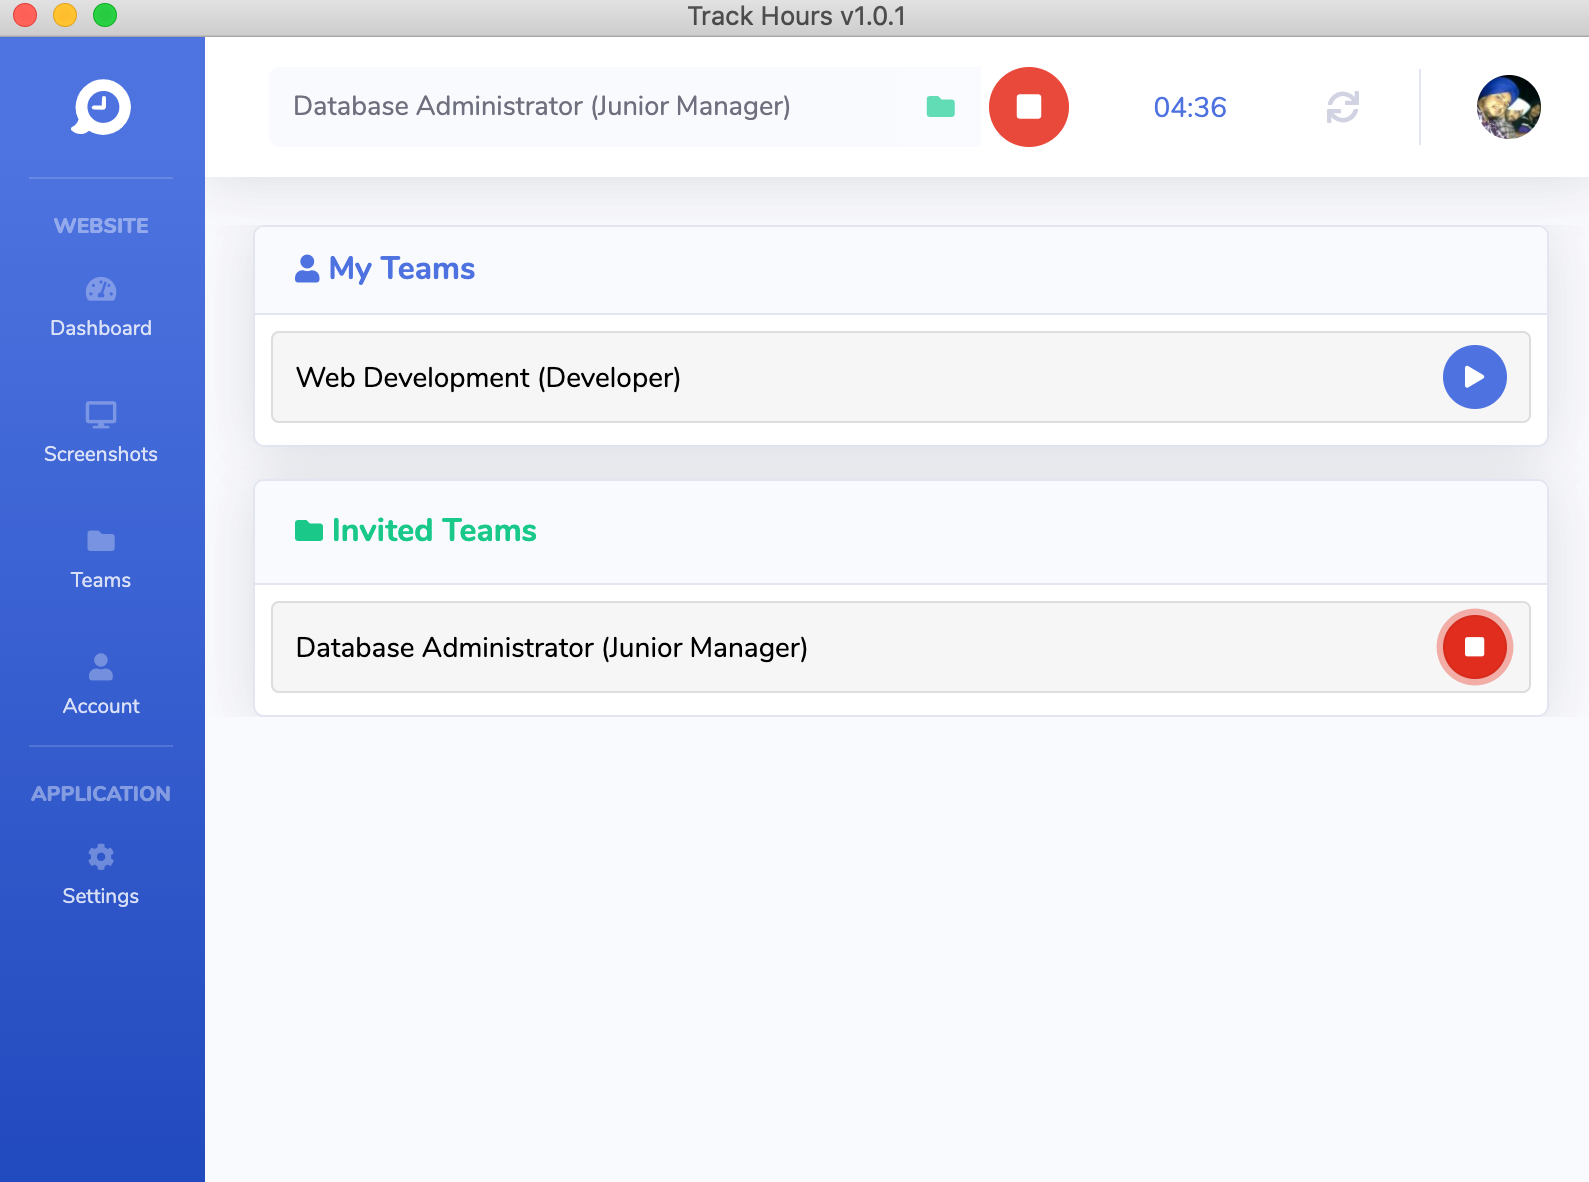 Track Hours v1.0.1
Database Administrator (Junior Manager)
04:36
WEBSITE
Dashboard
Screenshots
Teams
Account
APPLICATION
Settings
My Teams
Web Development (Developer)
Invited Teams
Database Administrator (Junior Manager)